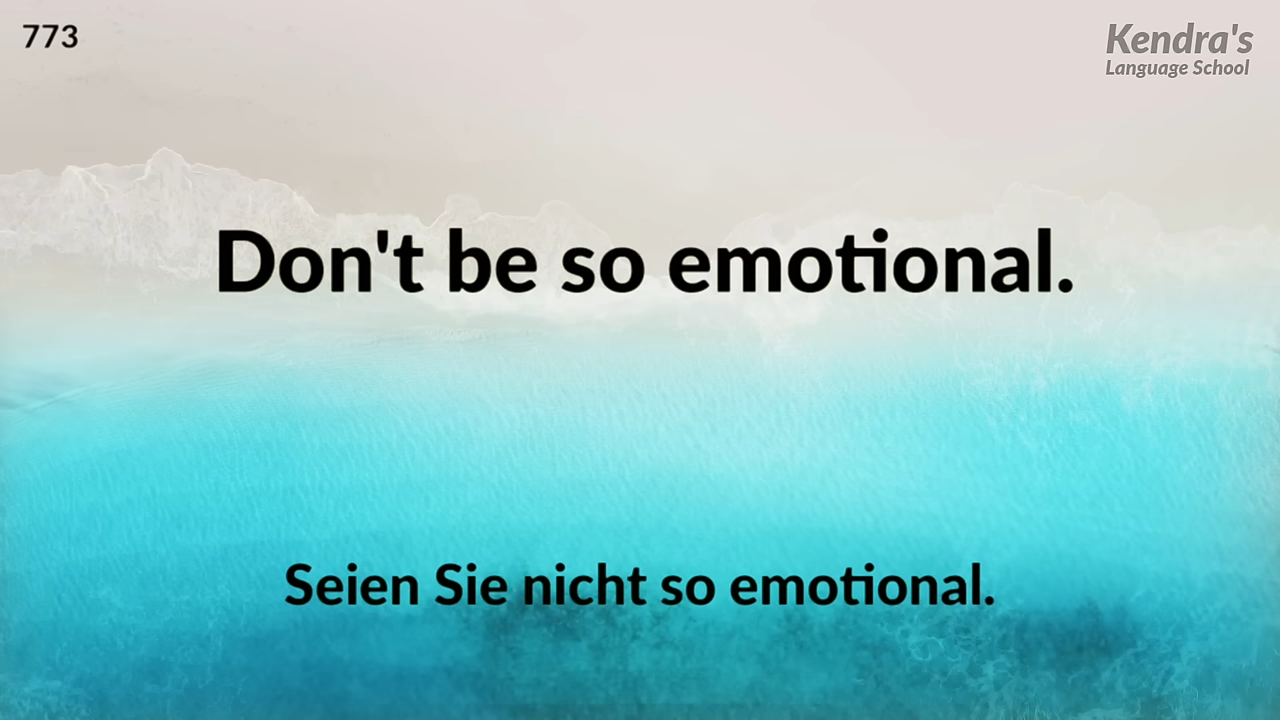 773
Kendra's
Language School
Don't be so emotional.
Seien Sie nicht so emotional.